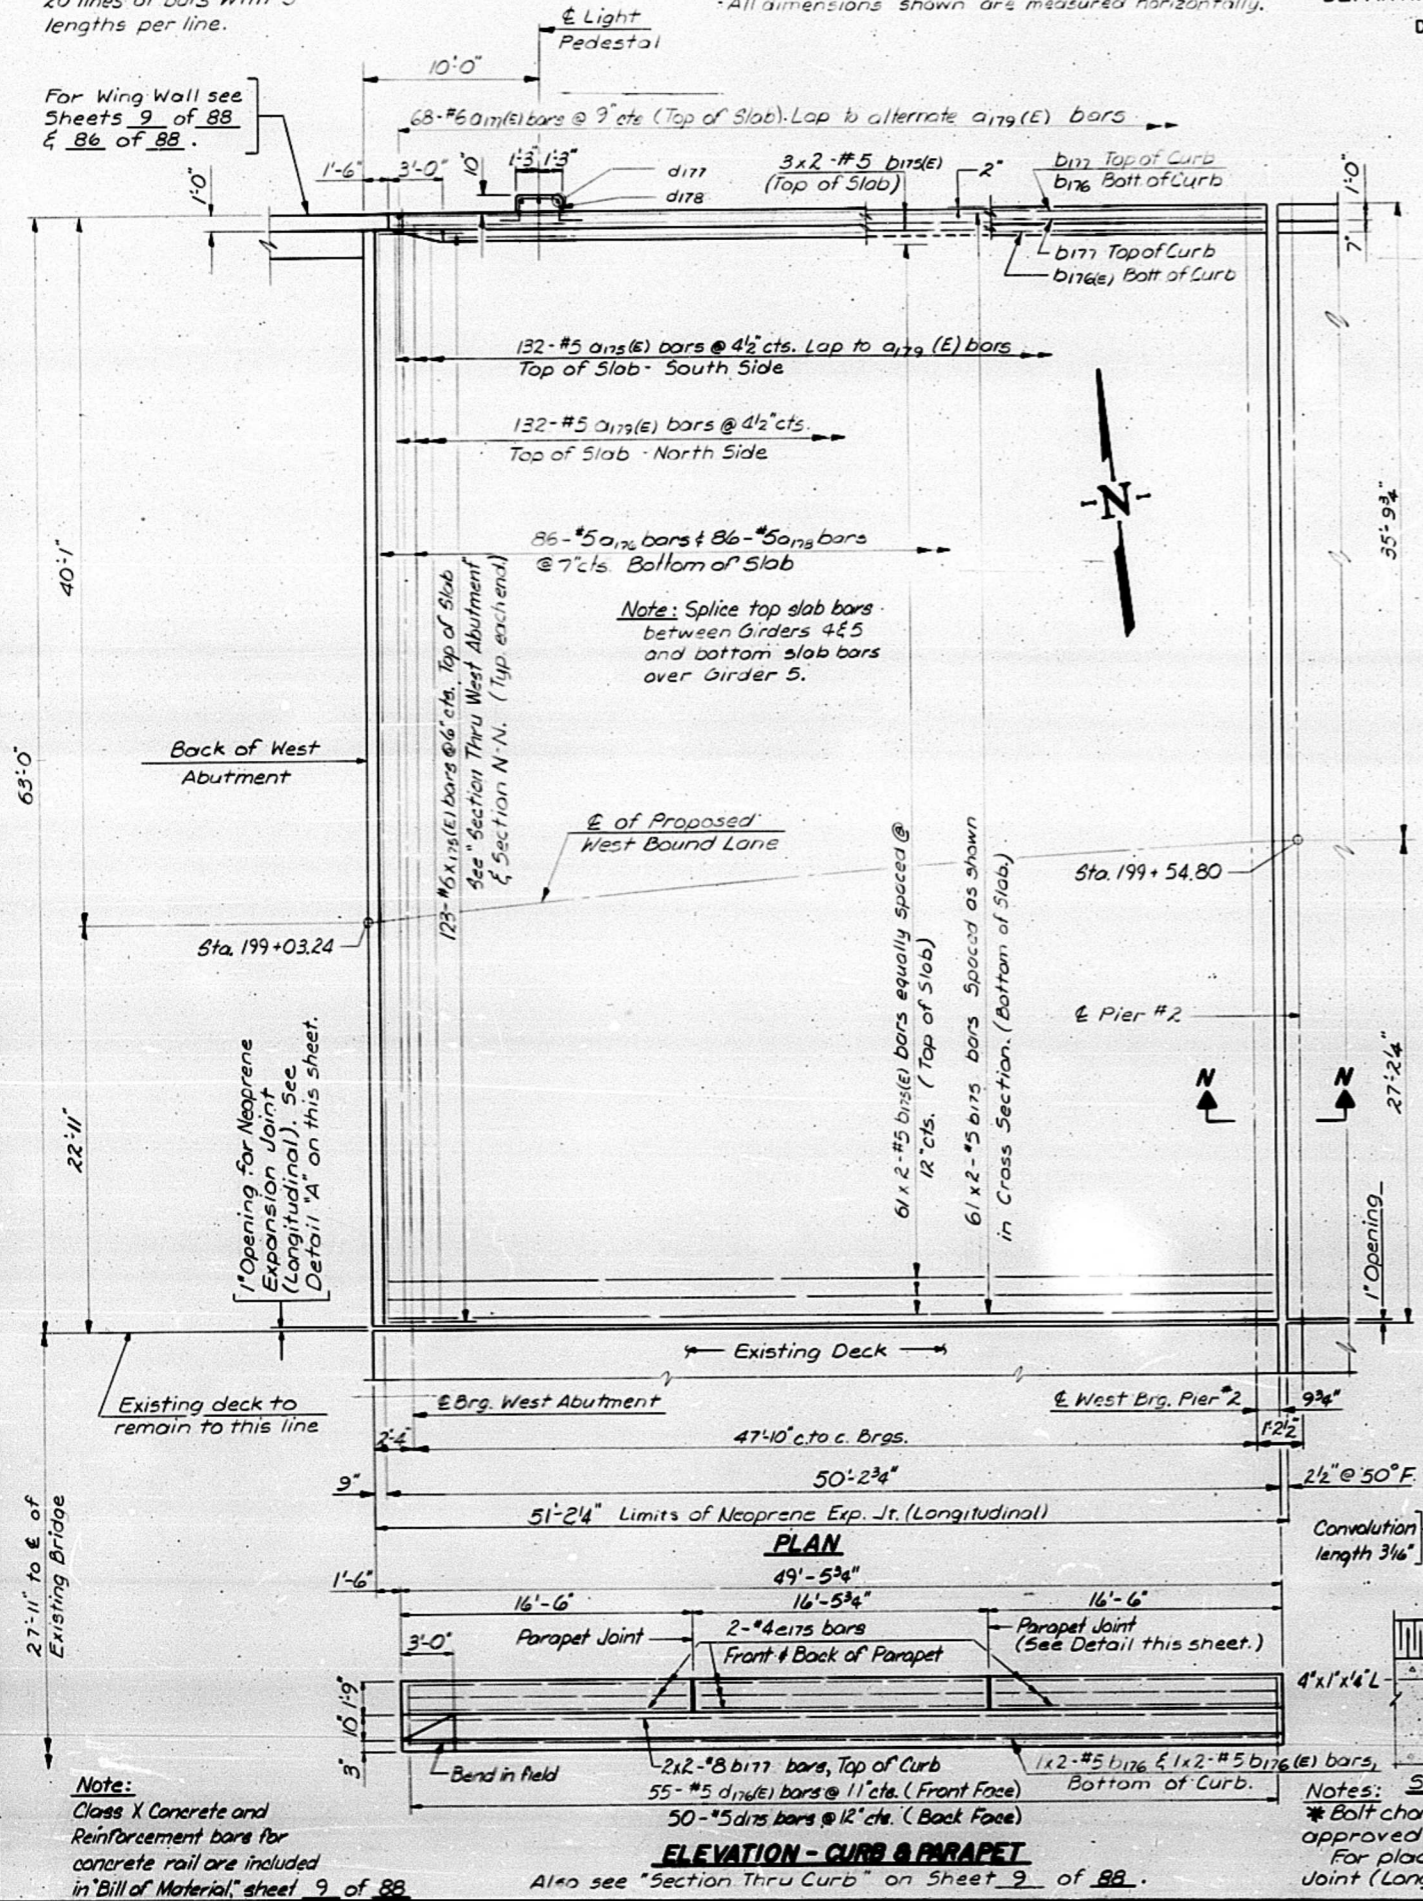 lengths per line.
℄ Light
Pedestal
- All dimensions shown are measured horizontally.
10'-0"
For Wing Wall see
Sheets 9 of 88
& 86 of 88.
68-#6 a177(E) bars @ 9" cts (Top of Slab). Lap to alternate a179(E) bars
1'-6"
3'-0"
10"
1'-3"
1'-3"
d177
d178
3x2-#5 b175(E)
(Top of Slab)
2"
b177 Top of Curb
b176 Bott of Curb
1'-0"
1'-0"
7"
b177 Top of Curb
b176(E) Bott of Curb
132-#5 a175(E) bars @ 4½" cts. Lap to a179 (E) bars
Top of Slab - South Side
132-#5 a179(E) bars @ 4½" cts.
Top of Slab - North Side
N
86-#5 a176 bars & 86-#5 a178 bars
@ 7" cts. Bottom of Slab
Note: Splice top slab bars
between Girders 4&5
and bottom slab bars
over Girder 5.
123-#6 x175(E) bars @ 6" cts. Top of Slab
See "Section Thru West Abutment
& Section N-N. (Typ each end)
40'-1"
63'-0"
35'-9¾"
Back of West
Abutment
℄ of Proposed
West Bound Lane
Sta. 199+03.24
Sta. 199+54.80
61x2-#5 b175(E) bars equally spaced @
12" cts. (Top of Slab)
61x2-#5 b175 bars Spaced as shown
in Cross Section. (Bottom of Slab.)
℄ Pier #2
N
N
27'-2¼"
22'-11"
1" Opening for Neoprene
Expansion Joint
(Longitudinal). See
Detail "A" on this sheet.
1" Opening
Existing Deck
Existing deck to
remain to this line
℄ Brg. West Abutment
℄ West Brg. Pier #2
9¾"
2'-4"
47'-10" c. to c. Brgs.
1'-2½"
9"
50'-2¾"
2½" @ 50° F.
51'-2¼" Limits of Neoprene Exp. Jt. (Longitudinal)
27'-11" to ℄ of
Existing Bridge
PLAN
Convolution
length 3/16"
1'-6"
49'-5¾"
16'-6"
16'-5¾"
16'-6"
3'-0"
Parapet Joint
2-#4 e175 bars
Front & Back of Parapet
Parapet Joint
(See Detail this sheet.)
1'-9"
10"
3"
4"x1"x¼" L
Bend in field
2x2-#8 b177 bars, Top of Curb
1x2-#5 b176 & 1x2-#5 b176(E) bars,
Bottom of Curb.
55-#5 d176(E) bars @ 11" cts. (Front Face)
50-#5 d175 bars @ 12" cts. (Back Face)
Note:
Class X Concrete and
Reinforcement bars for
concrete rail are included
in "Bill of Material," sheet 9 of 88
ELEVATION - CURB & PARAPET
Also see "Section Thru Curb" on Sheet 9 of 88.
Notes:
* Bolt
approved
For
Joint